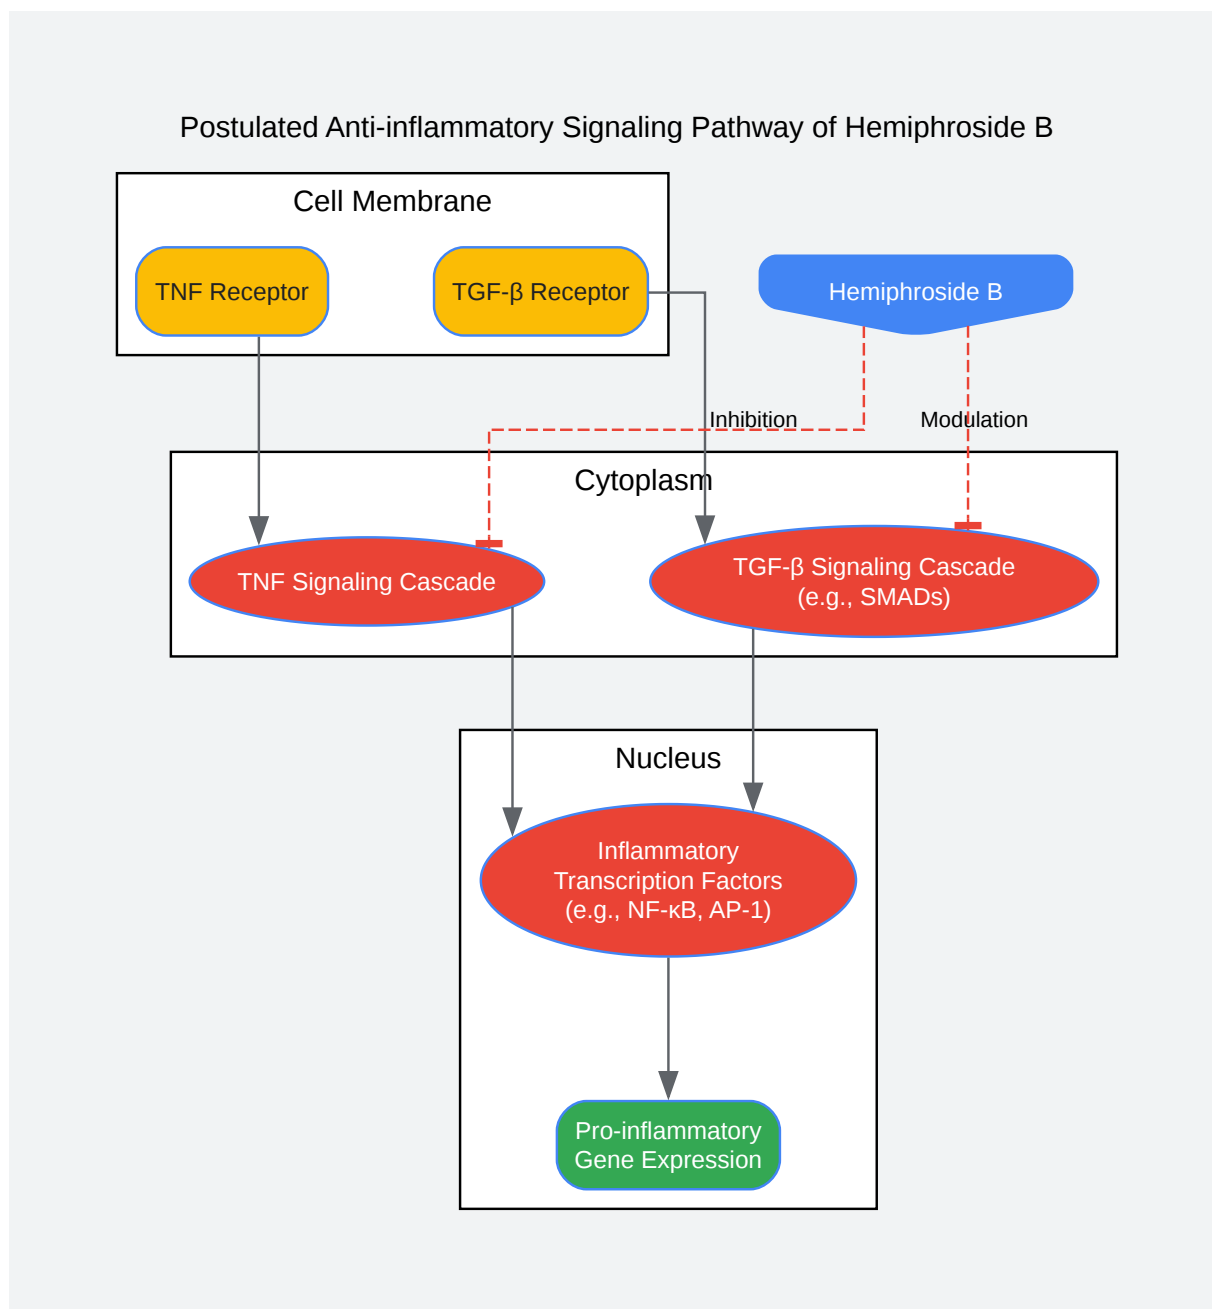 Postulated Anti-inflammatory Signaling Pathway of Hemiphroside B
Cell Membrane
TNF Receptor
TGF-β Receptor
Hemiphroside B
Inhibition
Modulation
Cytoplasm
TNF Signaling Cascade
TGF-β Signaling Cascade
(e.g., SMADs)
Nucleus
Inflammatory
Transcription Factors
(e.g., NF-κB, AP-1)
Pro-inflammatory
Gene Expression